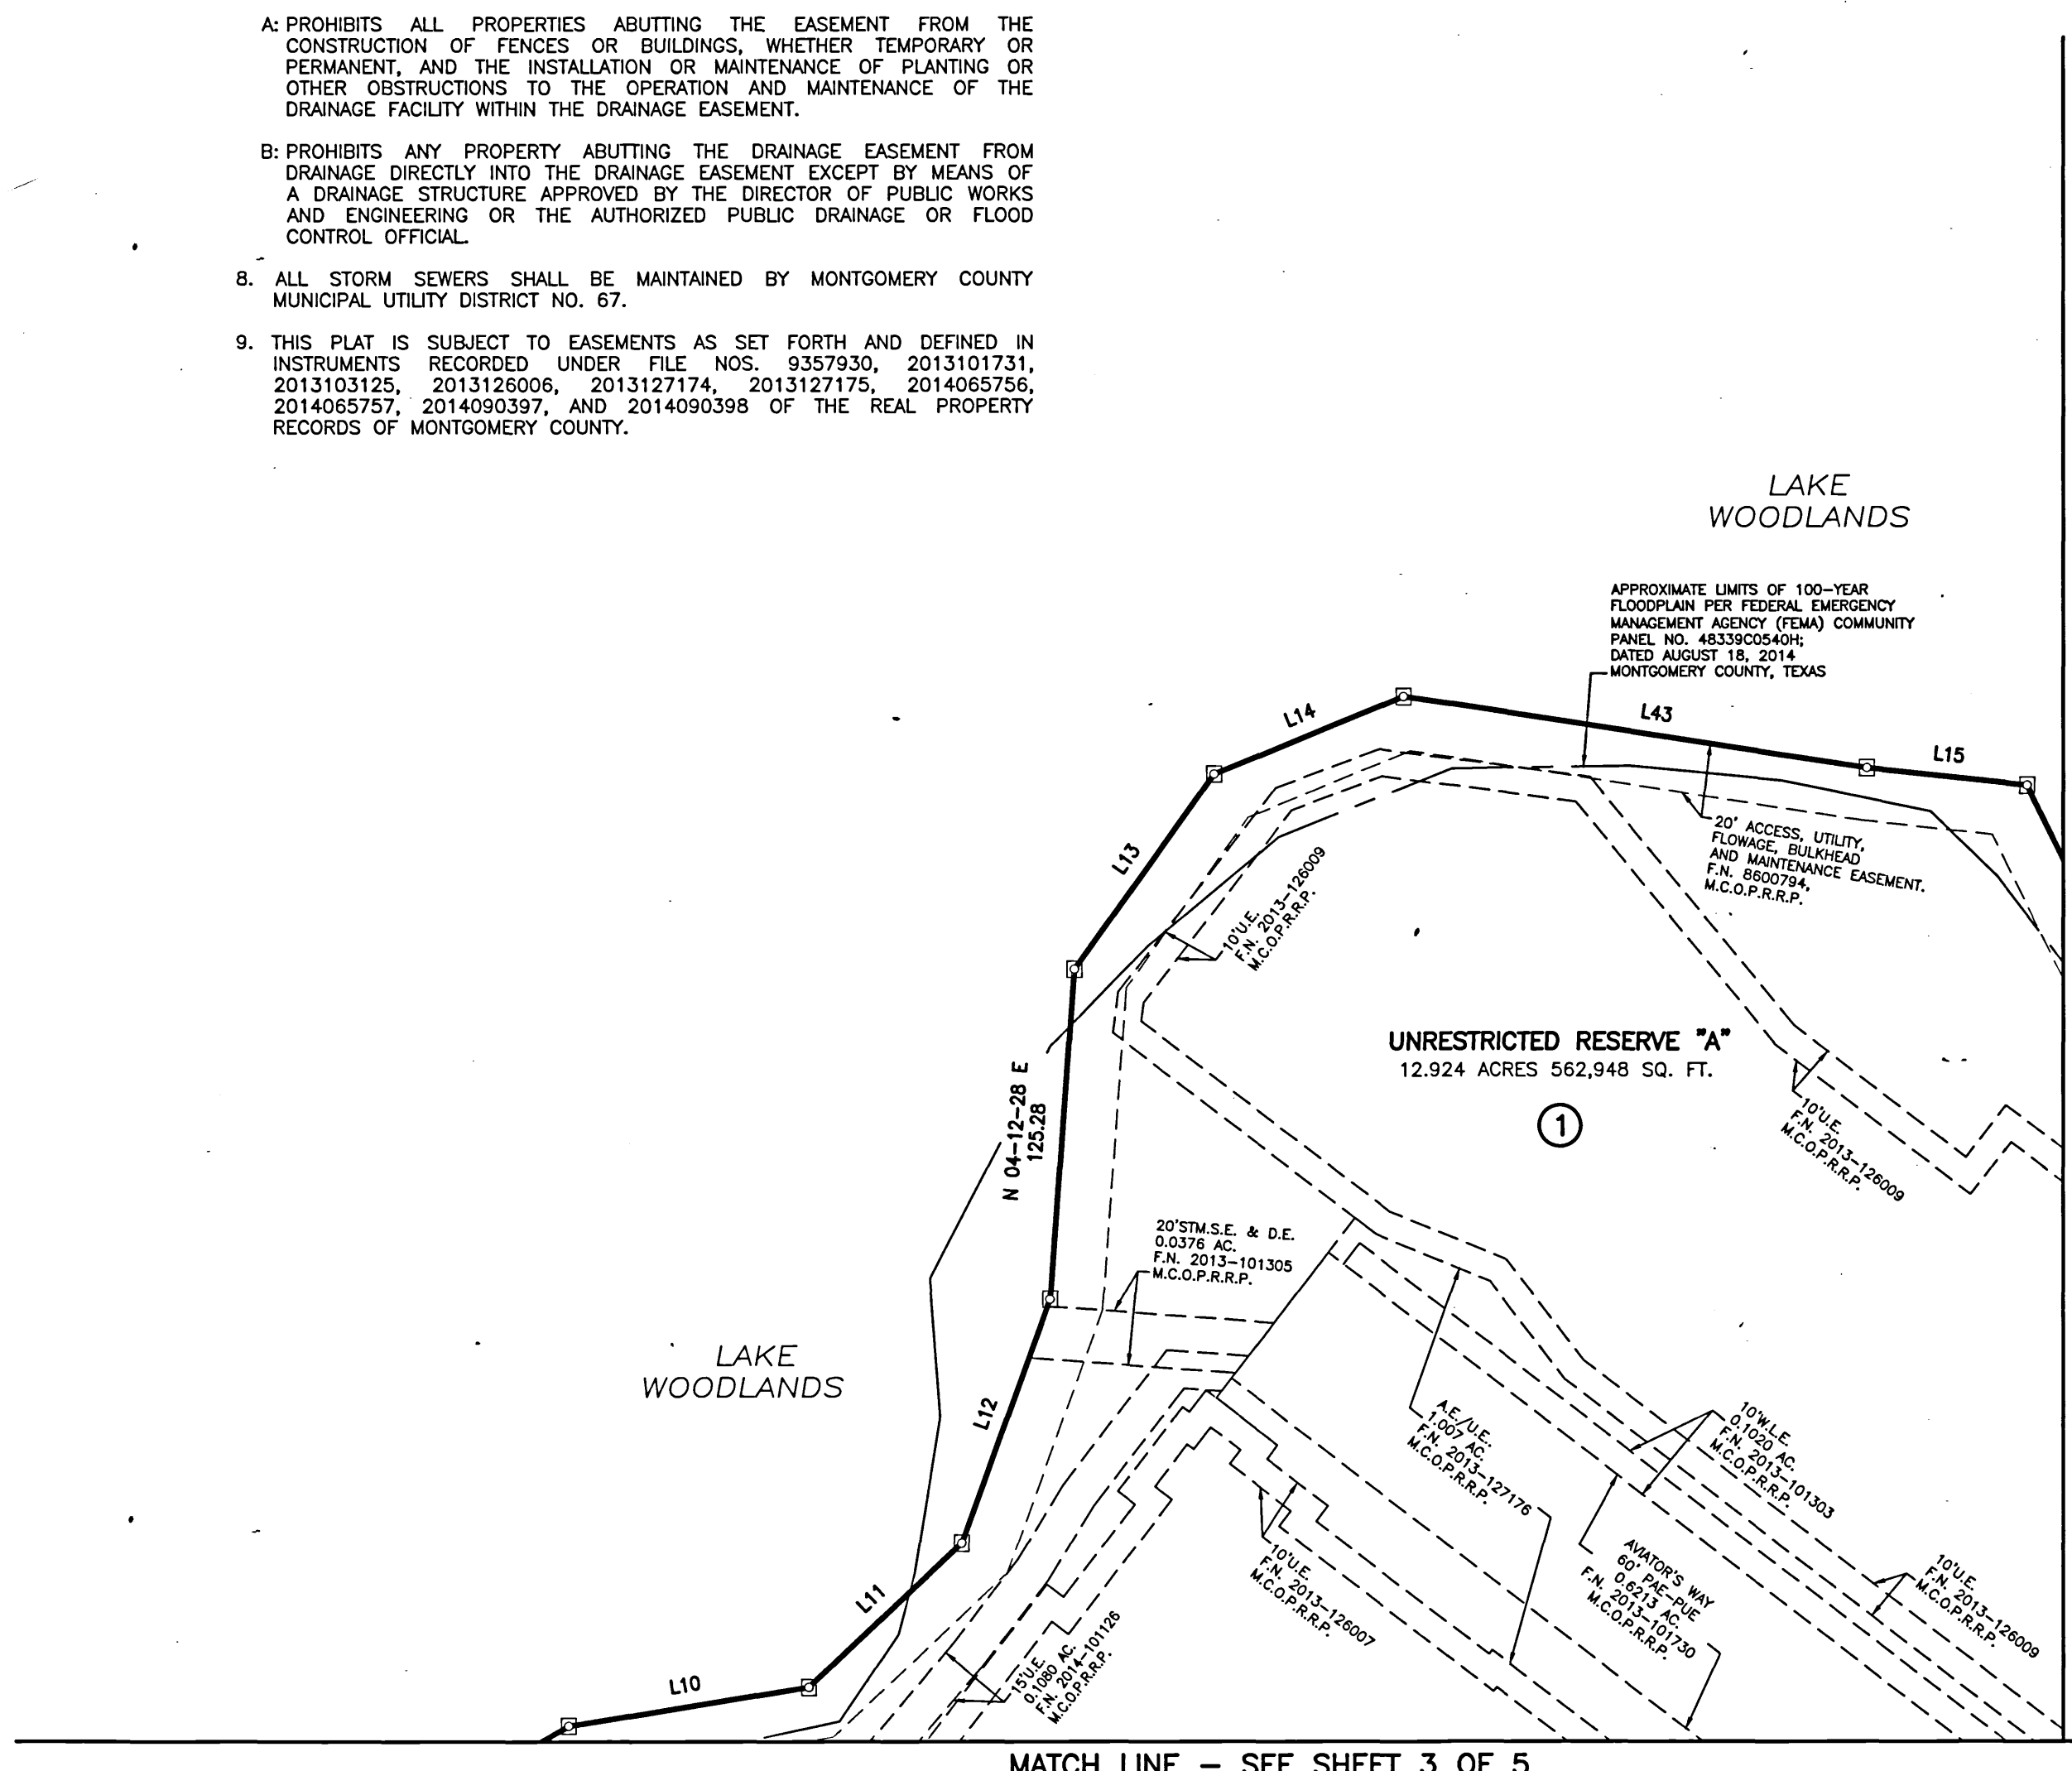 A: PROHIBITS ALL PROPERTIES ABUTTING THE EASEMENT FROM THE
CONSTRUCTION OF FENCES OR BUILDINGS, WHETHER TEMPORARY OR
PERMANENT, AND THE INSTALLATION OR MAINTENANCE OF PLANTING OR
OTHER OBSTRUCTIONS TO THE OPERATION AND MAINTENANCE OF THE
DRAINAGE FACILITY WITHIN THE DRAINAGE EASEMENT.
B: PROHIBITS ANY PROPERTY ABUTTING THE DRAINAGE EASEMENT FROM
DRAINAGE DIRECTLY INTO THE DRAINAGE EASEMENT EXCEPT BY MEANS OF
A DRAINAGE STRUCTURE APPROVED BY THE DIRECTOR OF PUBLIC WORKS
AND ENGINEERING OR THE AUTHORIZED PUBLIC DRAINAGE OR FLOOD
CONTROL OFFICIAL.
8. ALL STORM SEWERS SHALL BE MAINTAINED BY MONTGOMERY COUNTY
MUNICIPAL UTILITY DISTRICT NO. 67.
9. THIS PLAT IS SUBJECT TO EASEMENTS AS SET FORTH AND DEFINED IN
INSTRUMENTS RECORDED UNDER FILE NOS. 9357930, 2013101731,
2013103125, 2013126006, 2013127174, 2013127175, 2014065756,
2014065757, 2014090397, AND 2014090398 OF THE REAL PROPERTY
RECORDS OF MONTGOMERY COUNTY.
LAKE
WOODLANDS
APPROXIMATE LIMITS OF 100-YEAR
FLOODPLAIN PER FEDERAL EMERGENCY
MANAGEMENT AGENCY (FEMA) COMMUNITY
PANEL NO. 48339C0540H;
DATED AUGUST 18, 2014
MONTGOMERY COUNTY, TEXAS
L14
L43
L15
20' ACCESS, UTILITY,
FLOWAGE, BULKHEAD
AND MAINTENANCE EASEMENT.
F.N. 8600794,
M.C.O.P.R.R.P.
L13
10'U.E.
F.N. 2013-126009
M.C.O.P.R.R.P.
UNRESTRICTED RESERVE "A"
12.924 ACRES 562,948 SQ. FT.
1
N 04-12-28 E
125.28
10'U.E.
F.N. 2013-126009
M.C.O.P.R.R.P.
20'STM.S.E. & D.E.
0.0376 AC.
F.N. 2013-101305
M.C.O.P.R.R.P.
LAKE
WOODLANDS
L12
A.E./U.E.
1.007 AC.
F.N. 2013-127176
M.C.O.P.R.R.P.
10'W.L.E.
0.1020 AC.
F.N. 2013-101303
M.C.O.P.R.R.P.
L11
10'U.E.
F.N. 2013-126007
M.C.O.P.R.R.P.
AVIATOR'S WAY
60' PAE-PUE
0.6213 AC.
F.N. 2013-101730
M.C.O.P.R.R.P.
10'U.E.
F.N. 2013-126009
M.C.O.P.R.R.P.
15'U.E.
0.1080 AC.
F.N. 2014-101126
M.C.O.P.R.R.P.
L10
MATCH LINE - SEE SHEET 3 OF 5